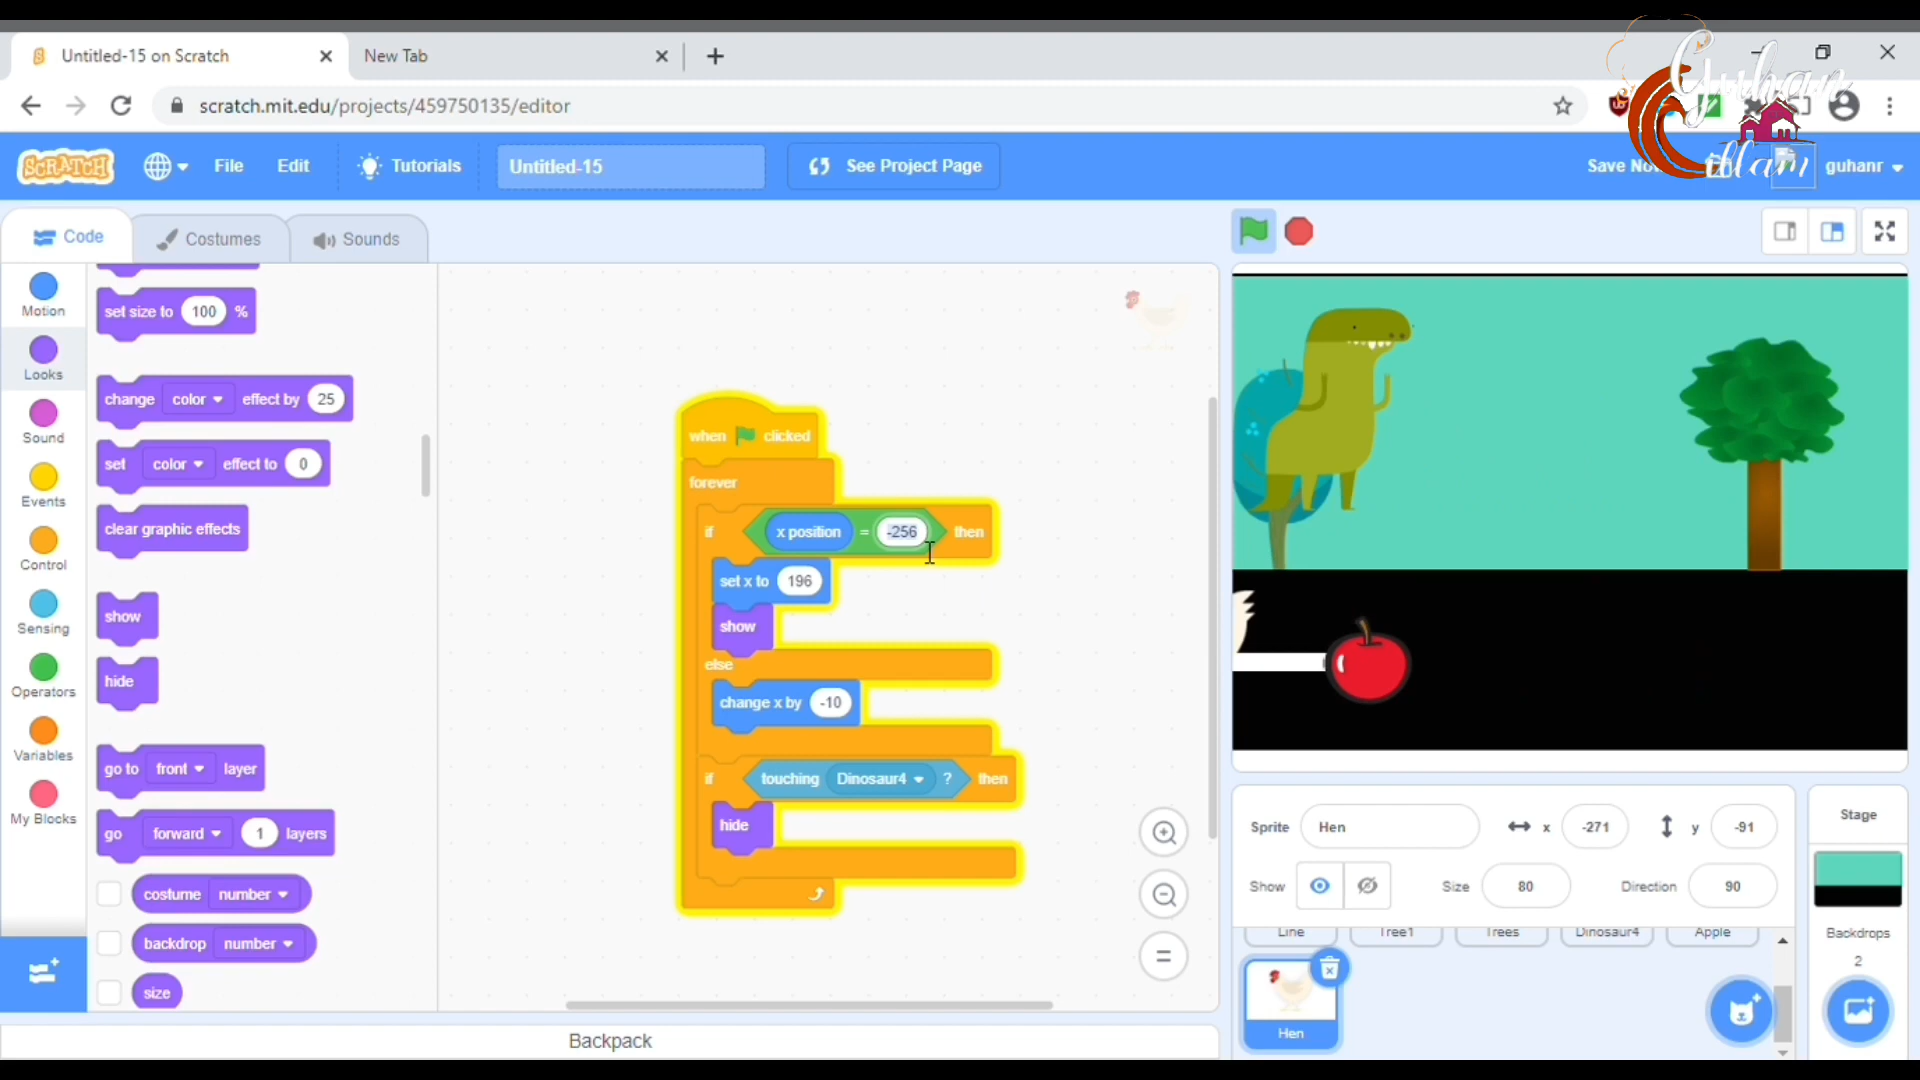 Untitled-15 on Scratch
New Tab
scratch.mit.edu/projects/459750135/editor
Guhan
illam
SCRATCH
File
Edit
Tutorials
Untitled-15
See Project Page
guhanr
Code
Costumes
Sounds
Motion
Looks
Sound
Events
Control
Sensing
Operators
Variables
My Blocks
set size to 100 %
change color effect by 25
set color effect to 0
clear graphic effects
show
hide
go to front layer
go forward 1 layers
costume number
backdrop number
size
when clicked
forever
if x position = -256 then
set x to 196
show
else
change x by -10
if touching Dinosaur4 ? then
hide
Backpack
Sprite Hen x -271 y -91
Show Size 80 Direction 90
Line Tree1 Trees Dinosaur4 Apple
Hen
Stage
Backdrops
2